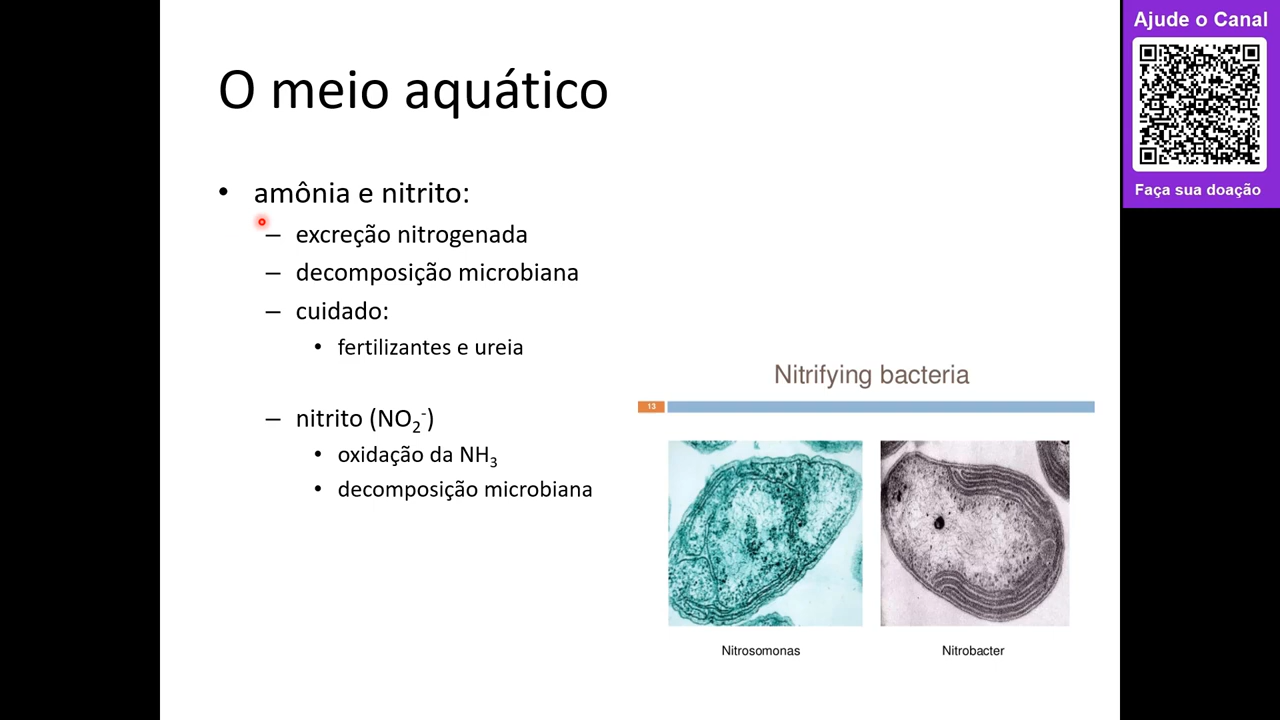 O meio aquático
• amônia e nitrito:
– excreção nitrogenada
– decomposição microbiana
– cuidado:
• fertilizantes e ureia
– nitrito (NO₂⁻)
• oxidação da NH₃
• decomposição microbiana
Nitrifying bacteria
13
Nitrosomonas
Nitrobacter
Ajude o Canal
Faça sua doação